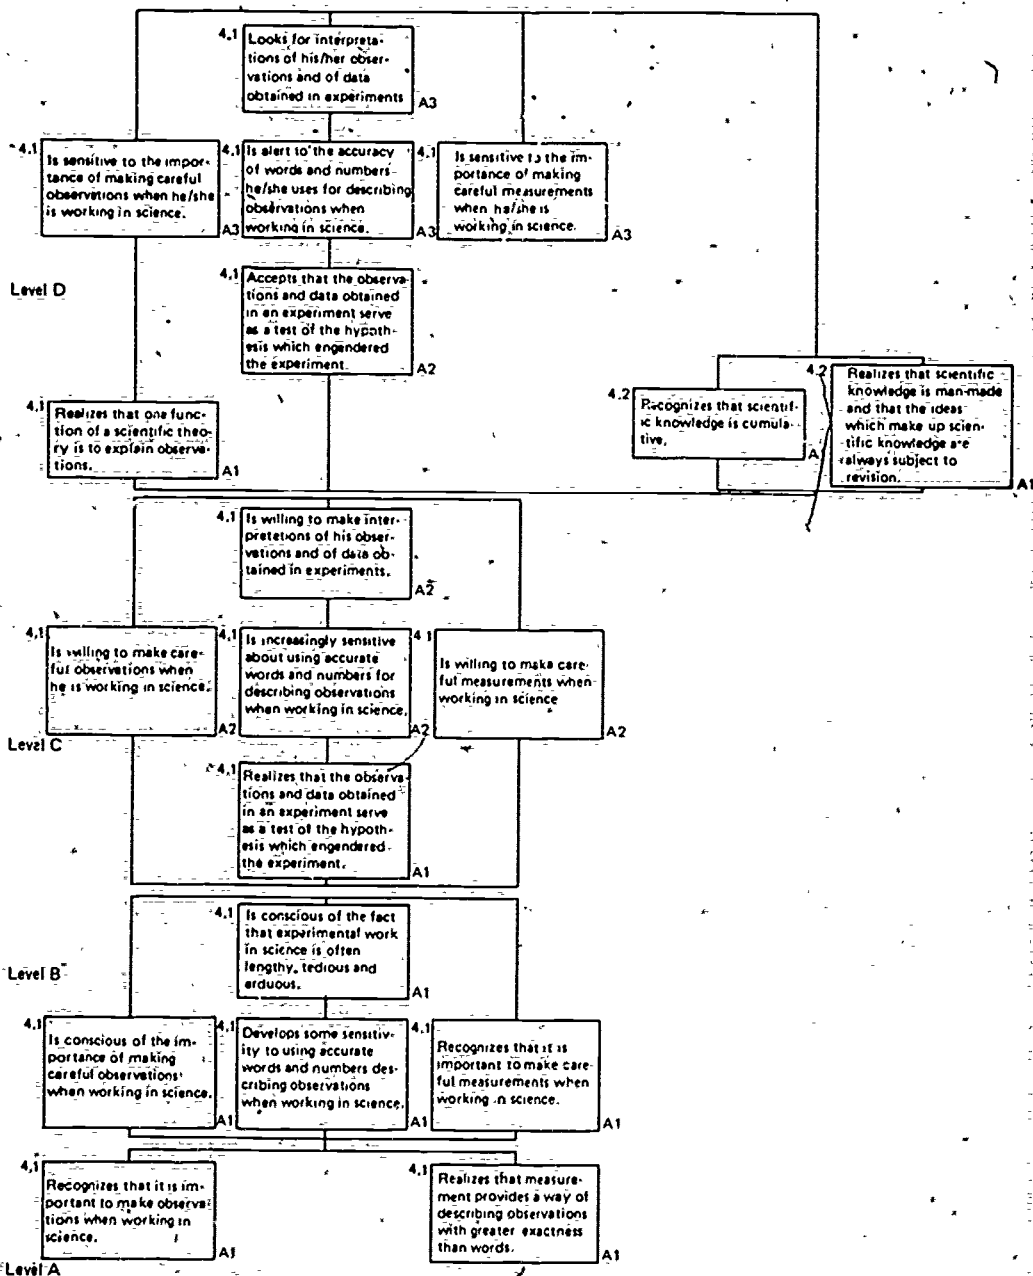 4.1
Looks for interpreta-
tions of his/her obser-
vations and of data
obtained in experiments
A3
4.1
Is sensitive to the impor-
tance of making careful
observations when he/she
is working in science.
A3
4.1
Is alert to the accuracy
of words and numbers
he/she uses for describing
observations when
working in science.
A3
4.1
Is sensitive to the im-
portance of making
careful measurements
when he/she is
working in science.
A3
Level D
4.1
Accepts that the observa-
tions and data obtained
in an experiment serve
as a test of the hypoth-
esis which engendered
the experiment.
A2
4.1
Realizes that one func-
tion of a scientific theo-
ry is to explain observa-
tions.
A1
4.2
Recognizes that scientif-
ic knowledge is cumula-
tive.
A
4.2
Realizes that scientific
knowledge is man-made
and that the ideas
which make up scien-
tific knowledge are
always subject to
revision.
A1
4.1
Is willing to make inter-
pretetions of his obser-
vations and of data ob-
tained in experiments.
A2
4.1
Is willing to make care-
ful observations when
he is working in science.
A2
4.1
Is increasingly sensitive
about using accurate
words and numbers for
describing observations
when working in science.
A2
4.1
Is willing to make care-
ful measurements when
working in science
A2
Level C
4.1
Realizes that the observa-
tions and data obtained
in an experiment serve
as a test of the hypoth-
esis which engendered
the experiment.
A1
4.1
Is conscious of the fact
that experimental work
in science is often
lengthy, tedious and
arduous.
A1
Level B
4.1
Is conscious of the im-
portance of making
careful observations
when working in science.
A1
4.1
Develops some sensitiv-
ity to using accurate
words and numbers des-
cribing observations
when working in science.
A1
4.1
Recognizes that it is
important to make care-
ful measurements when
working in science.
A1
4.1
Recognizes that it is im-
portant to make observa-
tions when working in
science.
A1
4.1
Realizes that measure-
ment provides a way of
describing observations
with greater exactness
than words.
A1
Level A